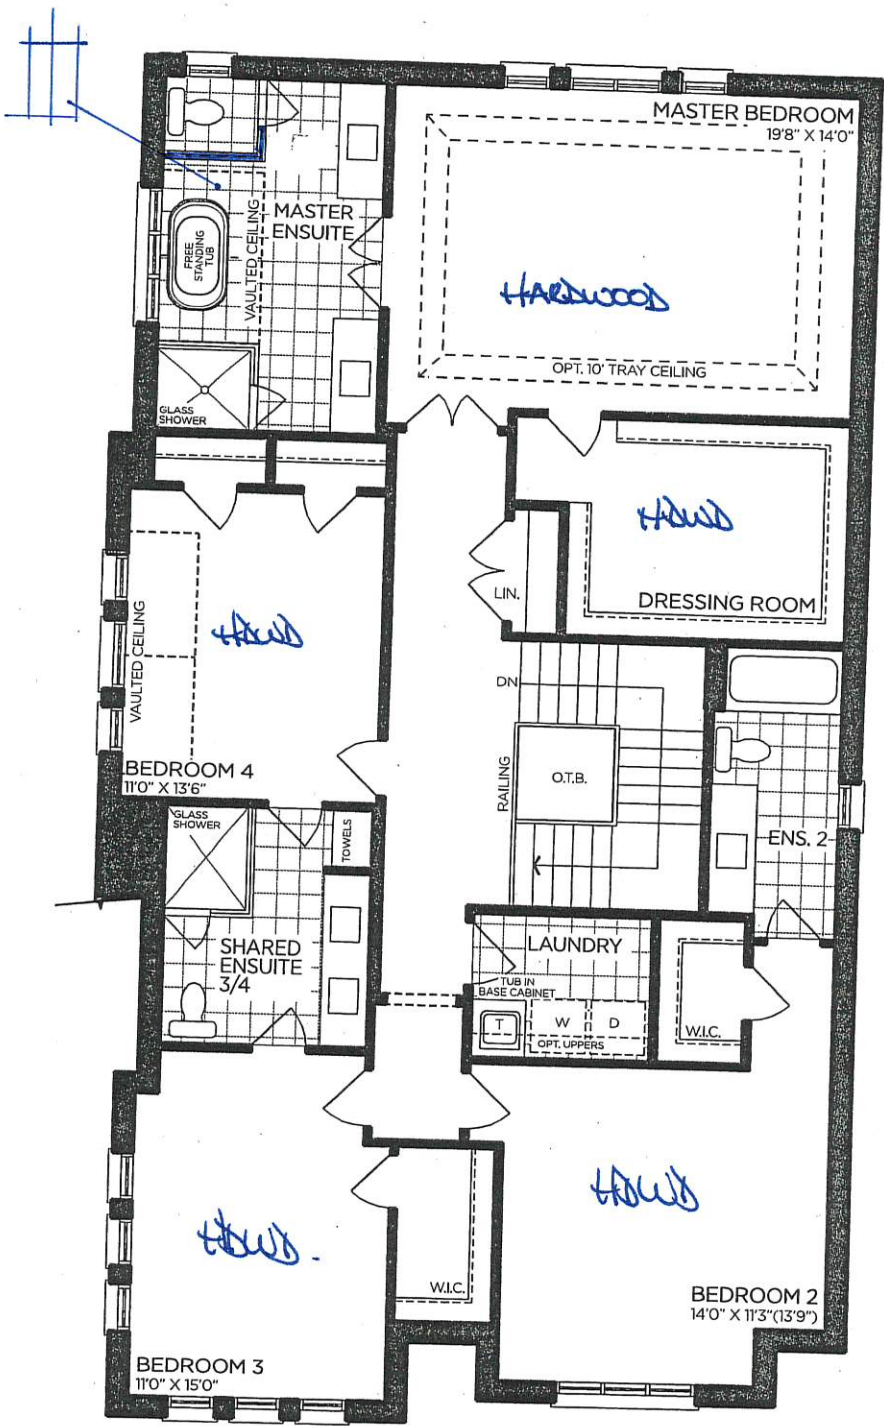 MASTER BEDROOM
19'8" X 14'0"
MASTER
ENSUITE
VAULTED CEILING
FREE
STANDING
TUB
HARDWOOD
OPT. 10' TRAY CEILING
GLASS
SHOWER
HDWD
LIN.
DRESSING ROOM
HDWD
VAULTED CEILING
DN
BEDROOM 4
11'0" X 13'6"
RAILING
O.T.B.
GLASS
SHOWER
TOWELS
ENS. 2
SHARED
ENSUITE
3/4
LAUNDRY
TUB IN
BASE CABINET
T
W
D
OPT. UPPERS
W.I.C.
HDWD
HDWD.
W.I.C.
BEDROOM 2
14'0" X 11'3"(13'9")
BEDROOM 3
11'0" X 15'0"